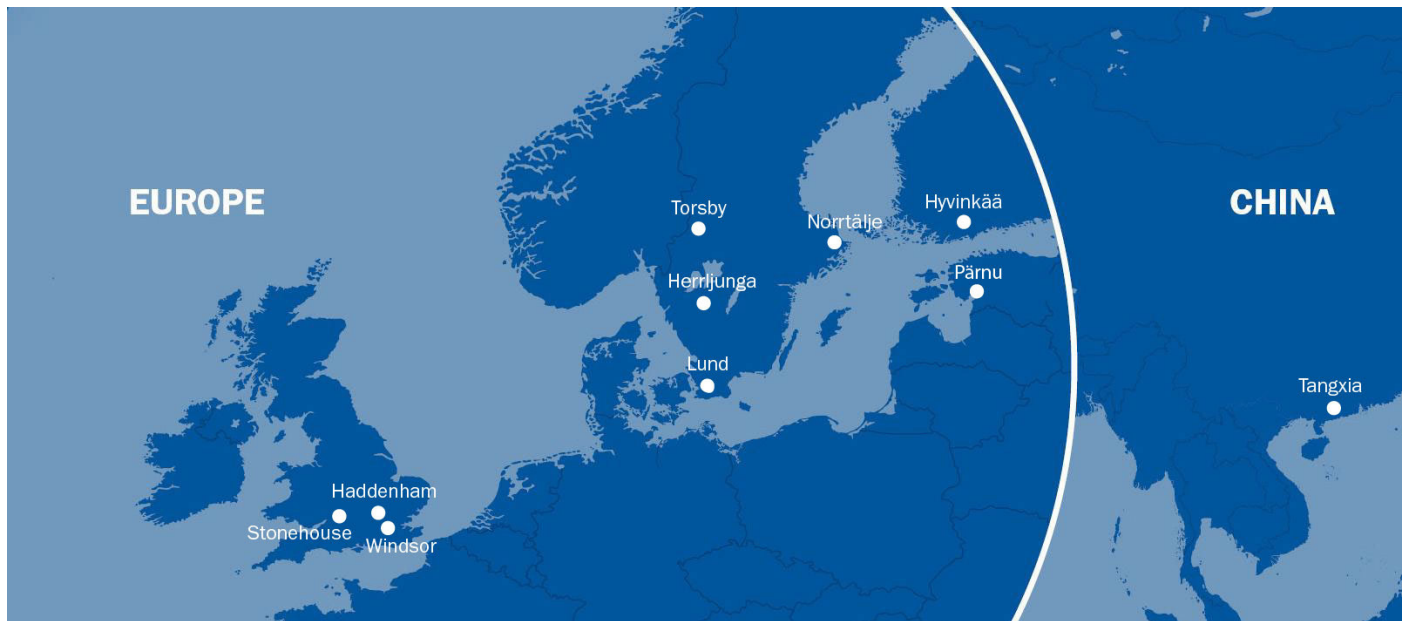 EUROPE
CHINA
Torsby
Norrtälje
Hyvinkää
Herrljunga
Pärnu
Lund
Tangxia
Haddenham
Stonehouse
Windsor